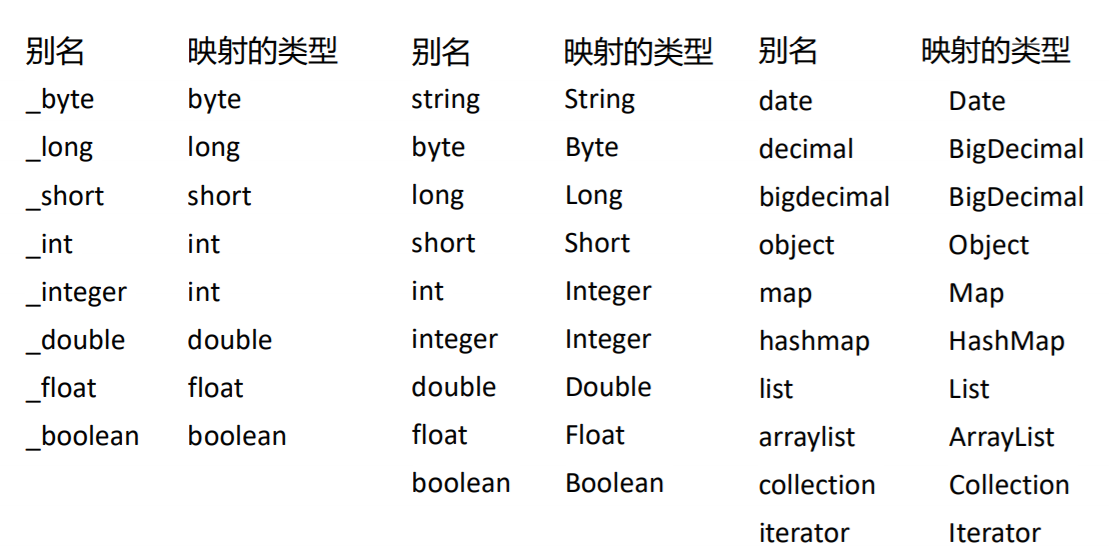 别名 映射的类型 别名 映射的类型 别名 映射的类型
_byte byte string String date Date
_long long byte Byte decimal BigDecimal
_short short long Long bigdecimal BigDecimal
_int int short Short object Object
_integer int int Integer map Map
_double double integer Integer hashmap HashMap
_float float double Double list List
_boolean boolean float Float arraylist ArrayList
boolean Boolean collection Collection
iterator Iterator